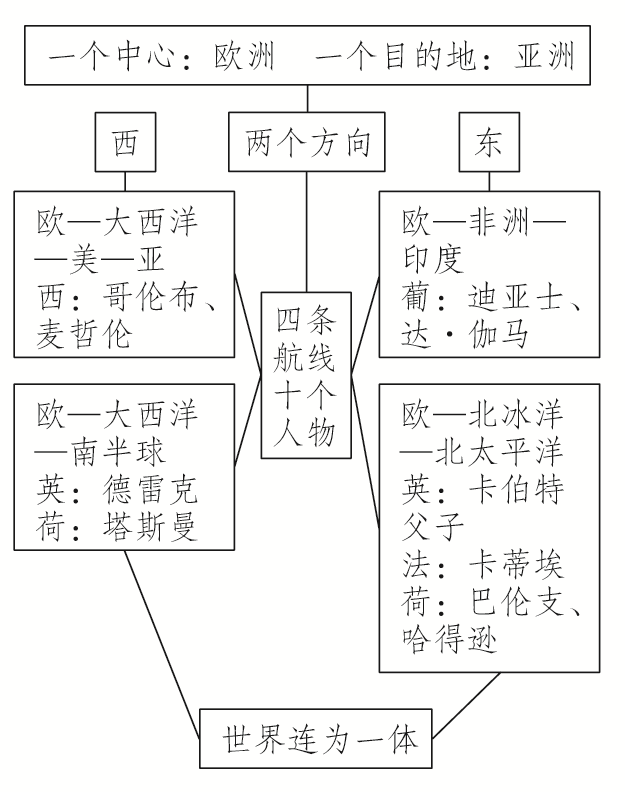 一个中心：欧洲　一个目的地：亚洲
西
两个方向
东
欧—大西洋
—美—亚
西：哥伦布、
麦哲伦
欧—非洲—
印度
葡：迪亚士、
达·伽马
四条
航线
十个
人物
欧—大西洋
—南半球
英：德雷克
荷：塔斯曼
欧—北冰洋
—北太平洋
英：卡伯特
父子
法：卡蒂埃
荷：巴伦支、
哈得逊
世界连为一体